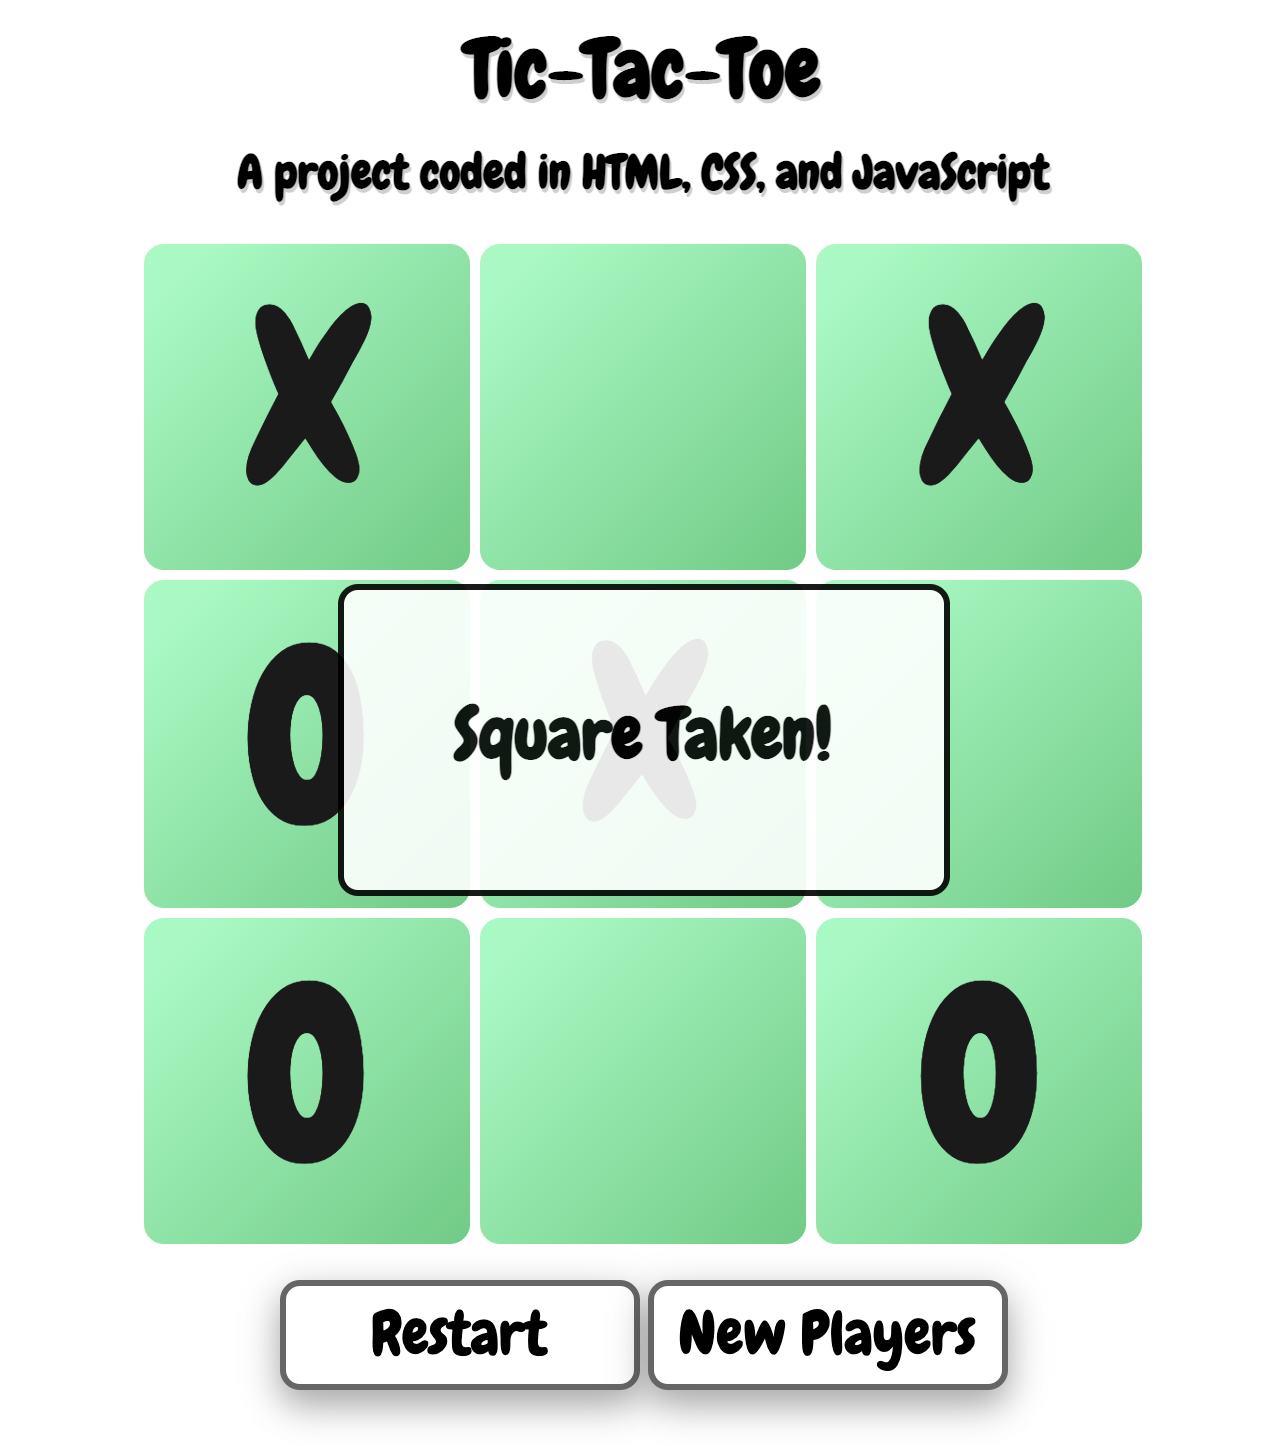 Tic-Tac-Toe
A project coded in HTML, CSS, and JavaScript
X X
O X
Square Taken!
O O
Restart New Players